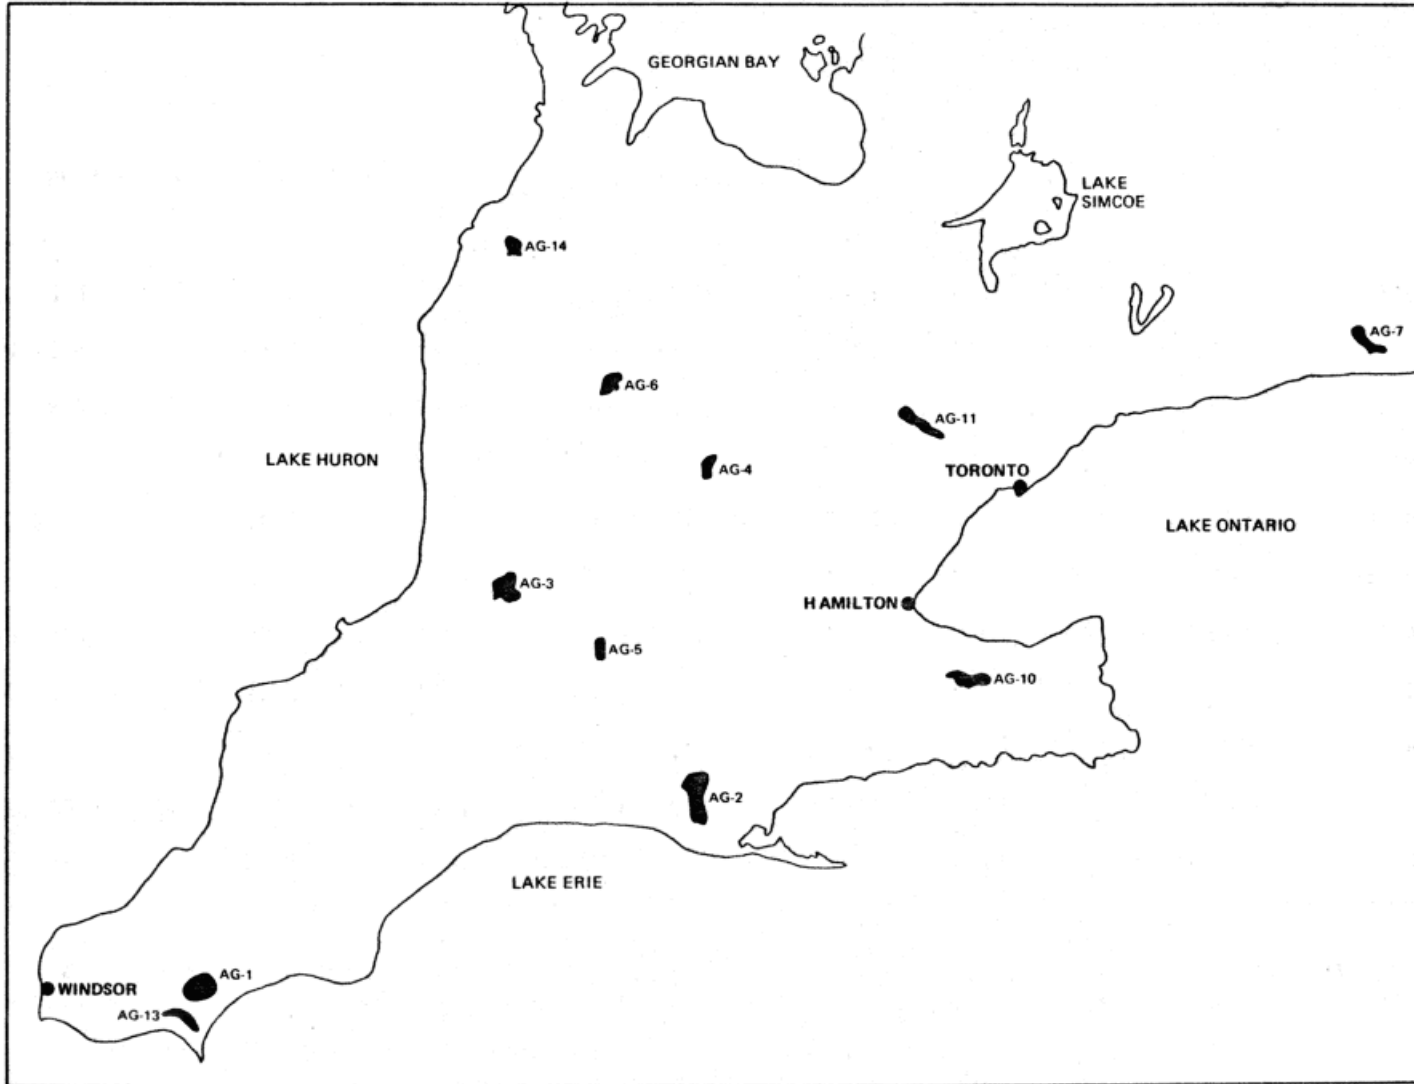 GEORGIAN BAY
LAKE
SIMCOE
AG-14
AG-7
AG-6
AG-11
LAKE HURON
AG-4
TORONTO
LAKE ONTARIO
AG-3
HAMILTON
AG-5
AG-10
AG-2
LAKE ERIE
AG-1
WINDSOR
AG-13